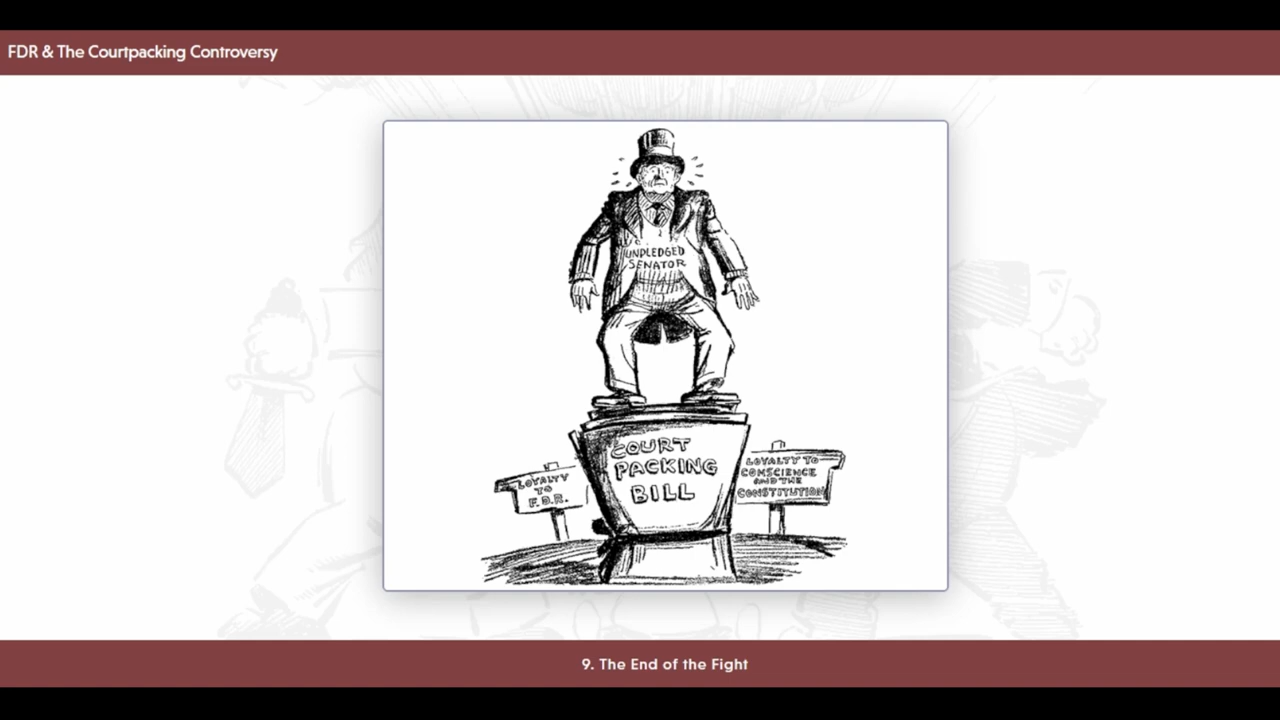 FDR & The Courtpacking Controversy
UNPLEDGED
SENATOR
COURT
PACKING
BILL
LOYALTY
TO
F.D.R.
LOYALTY TO
CONSCIENCE
AND THE
CONSTITUTION
9. The End of the Fight